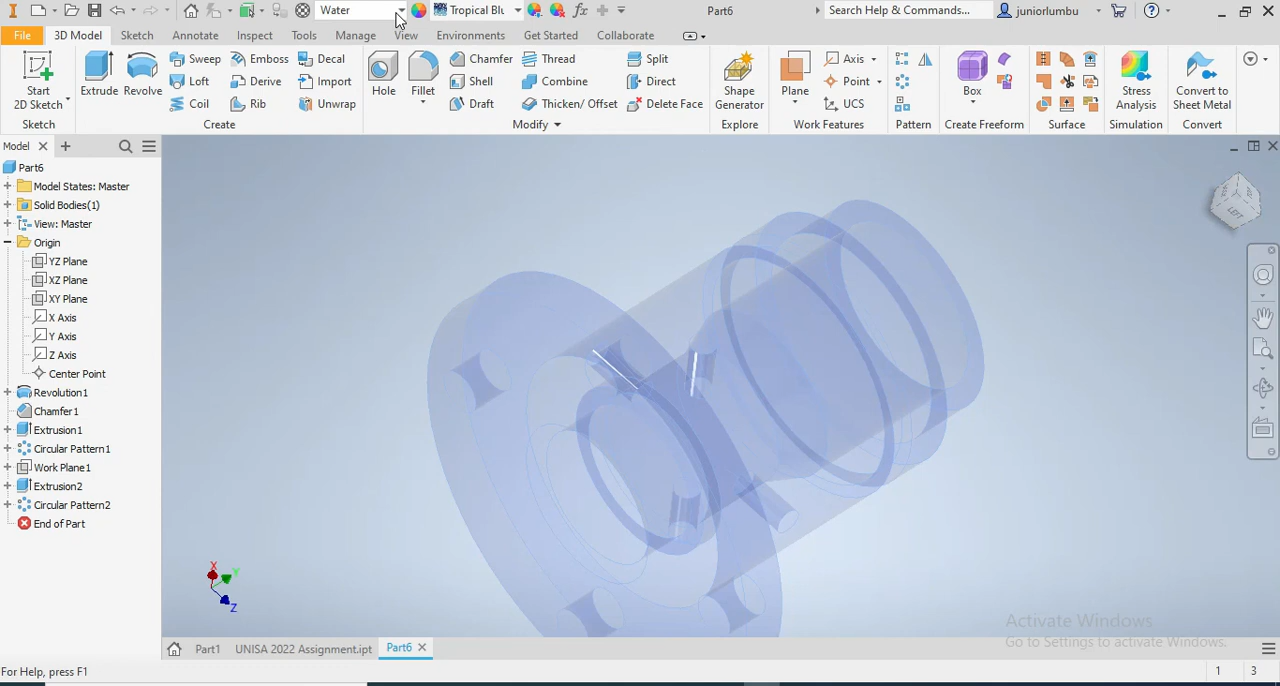 Water
Tropical Blu
Part6
Search Help & Commands...
juniorlumbu
File
3D Model
Sketch
Annotate
Inspect
Tools
Manage
View
Environments
Get Started
Collaborate
Start
2D Sketch
Sketch
Extrude
Revolve
Sweep
Loft
Coil
Emboss
Derive
Rib
Decal
Import
Unwrap
Create
Hole
Fillet
Chamfer
Shell
Draft
Thread
Combine
Thicken/ Offset
Split
Direct
Delete Face
Modify
Shape
Generator
Explore
Plane
Axis
Point
UCS
Work Features
Pattern
Box
Create Freeform
Surface
Stress
Analysis
Simulation
Convert to
Sheet Metal
Convert
Model
Part6
Model States: Master
Solid Bodies(1)
View: Master
Origin
YZ Plane
XZ Plane
XY Plane
X Axis
Y Axis
Z Axis
Center Point
Revolution1
Chamfer1
Extrusion1
Circular Pattern1
Work Plane1
Extrusion2
Circular Pattern2
End of Part
LEFT
X
Y
Z
Activate Windows
Go to Settings to activate Windows.
Part1
UNISA 2022 Assignment.ipt
Part6
For Help, press F1
1
3